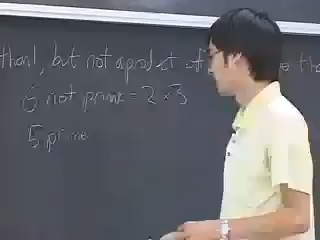 than 1, but not a product of
6 not prime = 2 × 3
5 prime